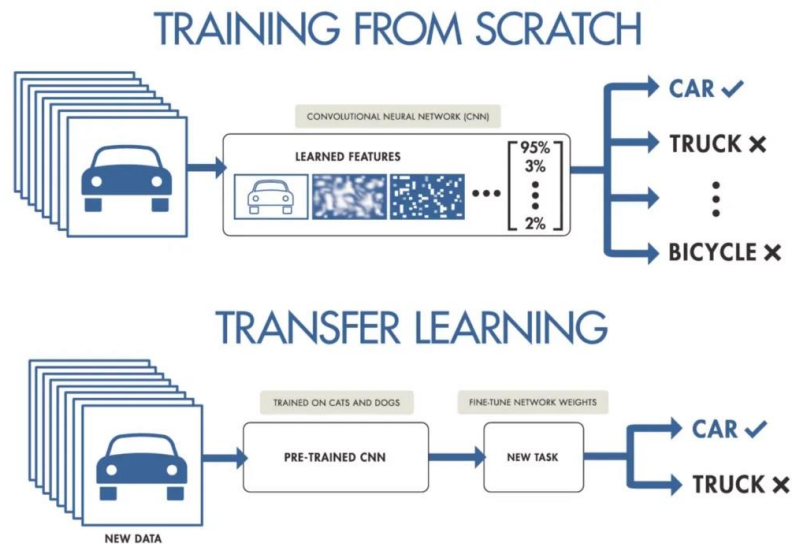 TRAINING FROM SCRATCH
CONVOLUTIONAL NEURAL NETWORK (CNN)
LEARNED FEATURES
95%
3%
2%
CAR ✓
TRUCK ✕
BICYCLE ✕
TRANSFER LEARNING
TRAINED ON CATS AND DOGS
FINE-TUNE NETWORK WEIGHTS
PRE-TRAINED CNN
NEW TASK
CAR ✓
TRUCK ✕
NEW DATA